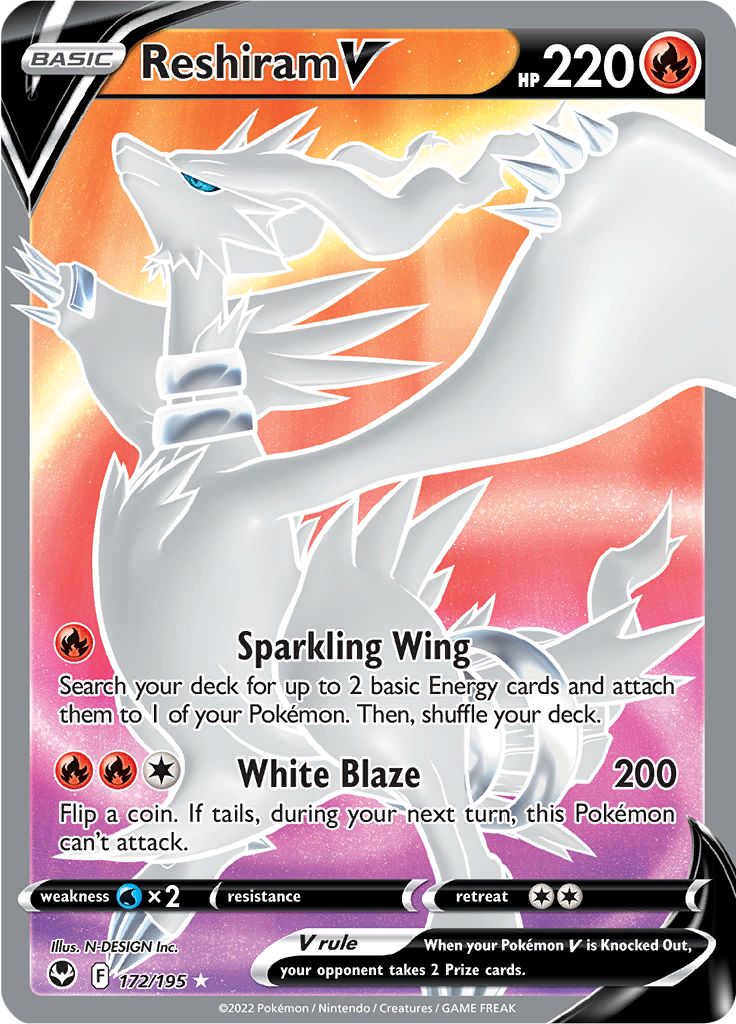 BASIC
Reshiram V
HP 220
Sparkling Wing
Search your deck for up to 2 basic Energy cards and attach
them to 1 of your Pokémon. Then, shuffle your deck.
White Blaze 200
Flip a coin. If tails, during your next turn, this Pokémon
can't attack.
weakness ×2 resistance retreat
Illus. N-DESIGN Inc.
F 172/195
V rule When your Pokémon V is Knocked Out,
your opponent takes 2 Prize cards.
©2022 Pokémon / Nintendo / Creatures / GAME FREAK